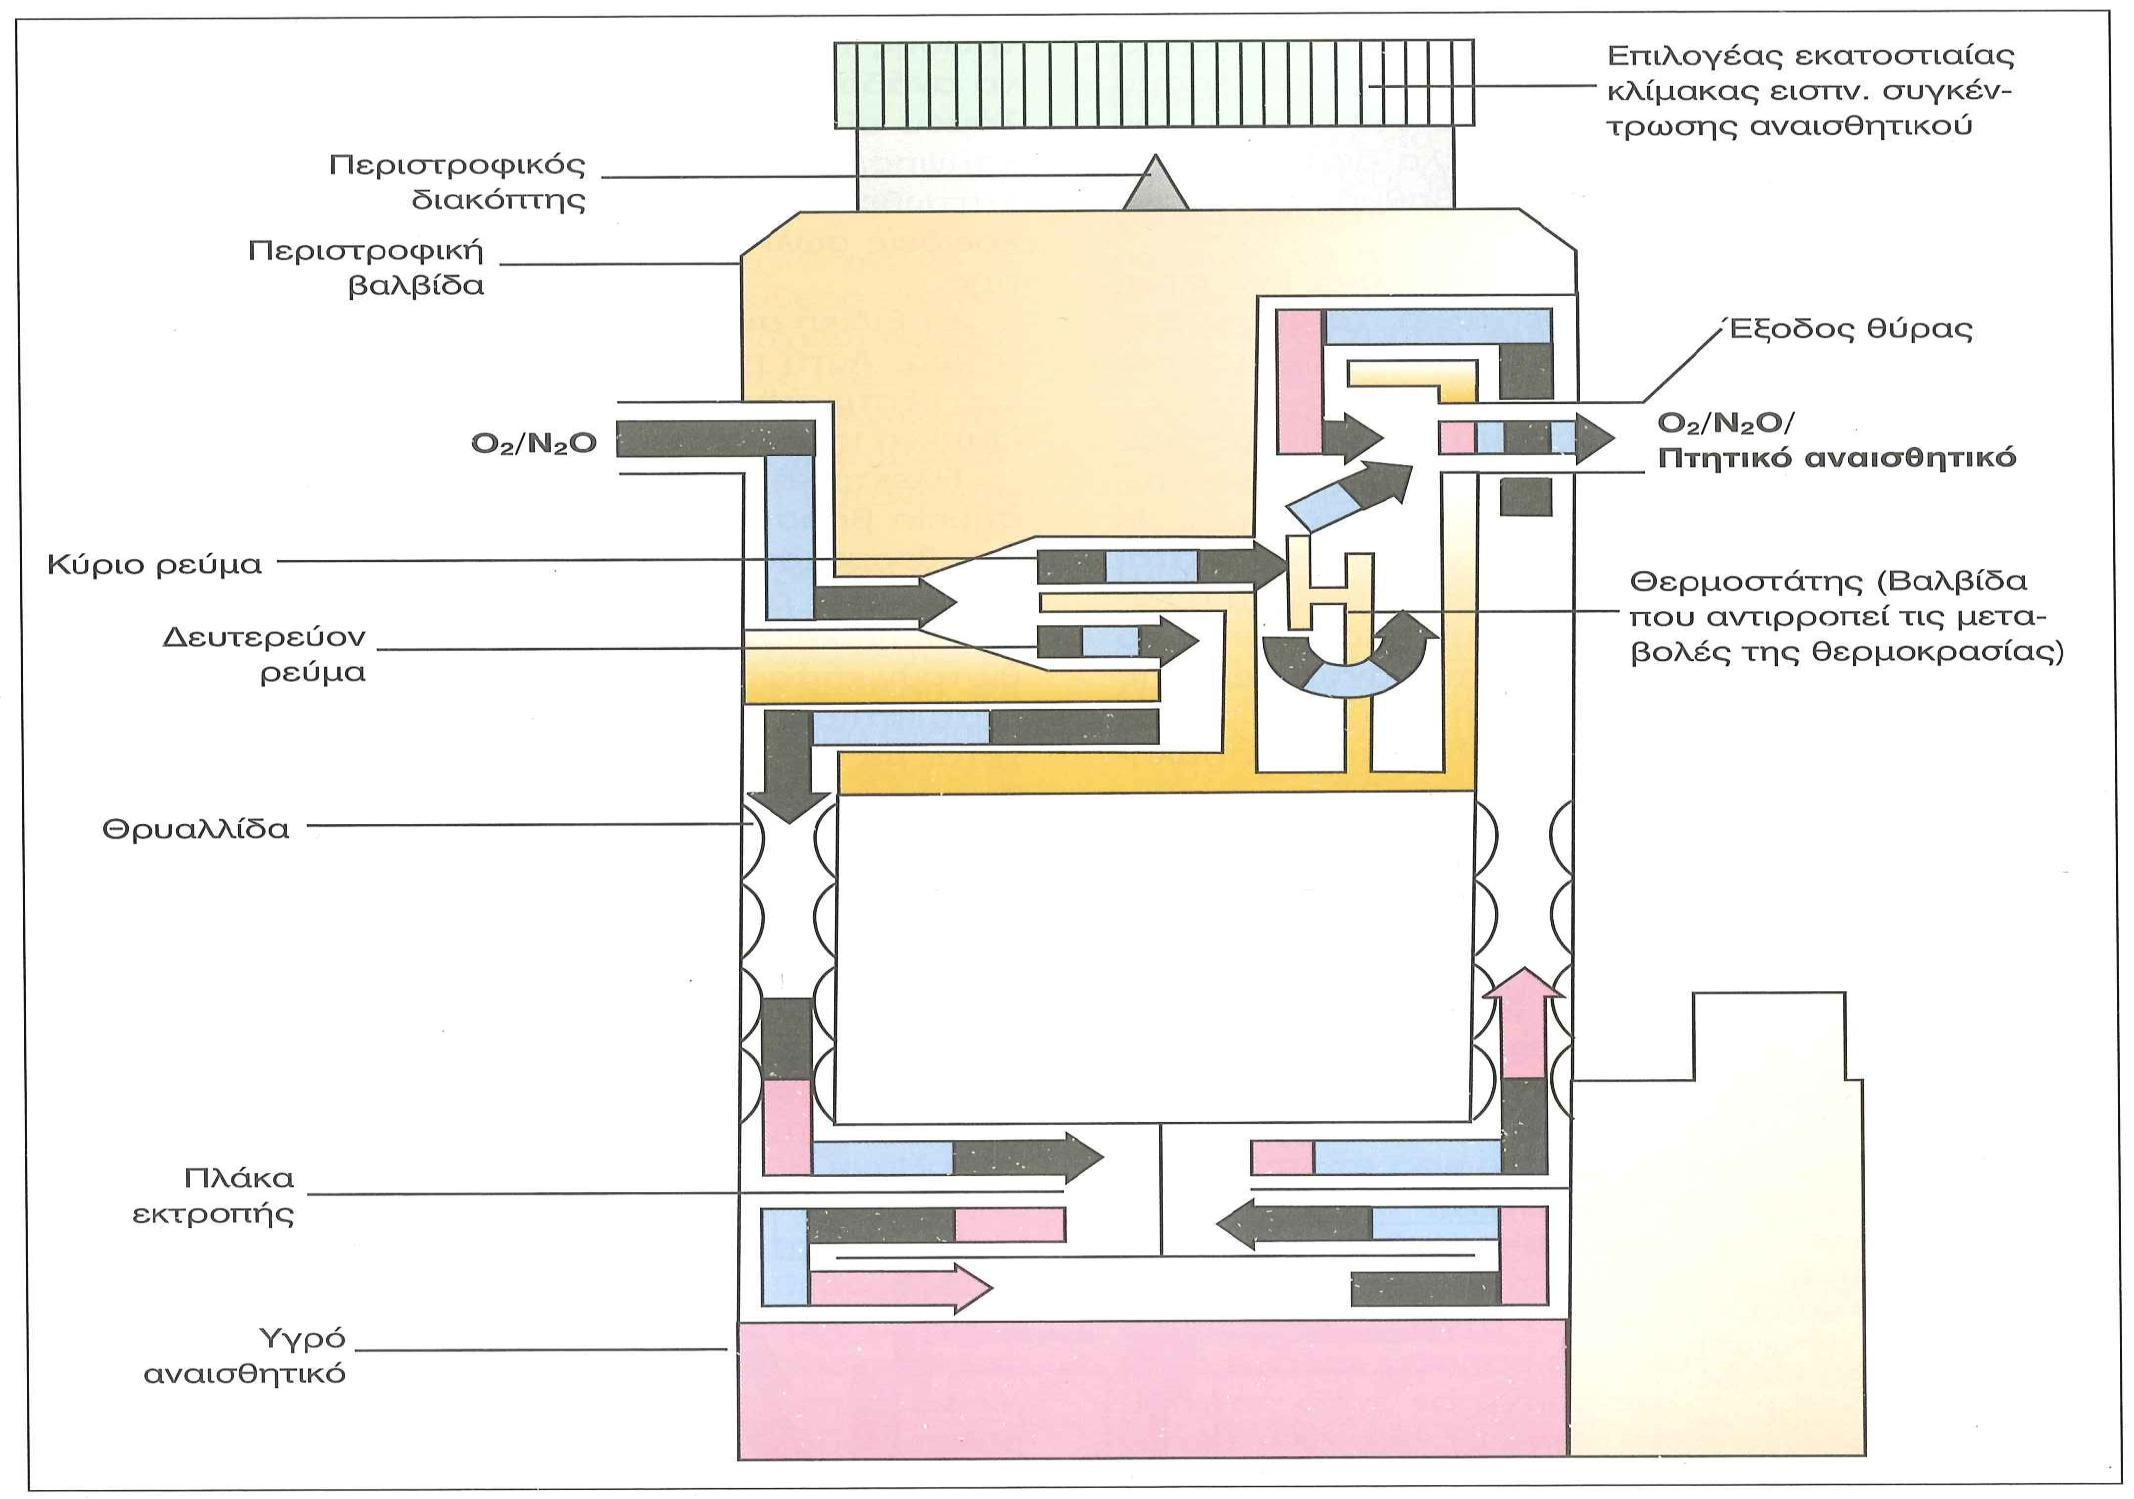 Επιλογέας εκατοστιαίας
κλίμακας εισπν. συγκέν-
τρωσης αναισθητικού
Περιστροφικός
διακόπτης
Περιστροφική
βαλβίδα
Έξοδος θύρας
O₂/N₂O
O₂/N₂O/
Πτητικό αναισθητικό
Κύριο ρεύμα
Δευτερεύον
ρεύμα
Θερμοστάτης (Βαλβίδα
που αντιρροπεί τις μετα-
βολές της θερμοκρασίας)
Θρυαλλίδα
Πλάκα
εκτροπής
Υγρό
αναισθητικό